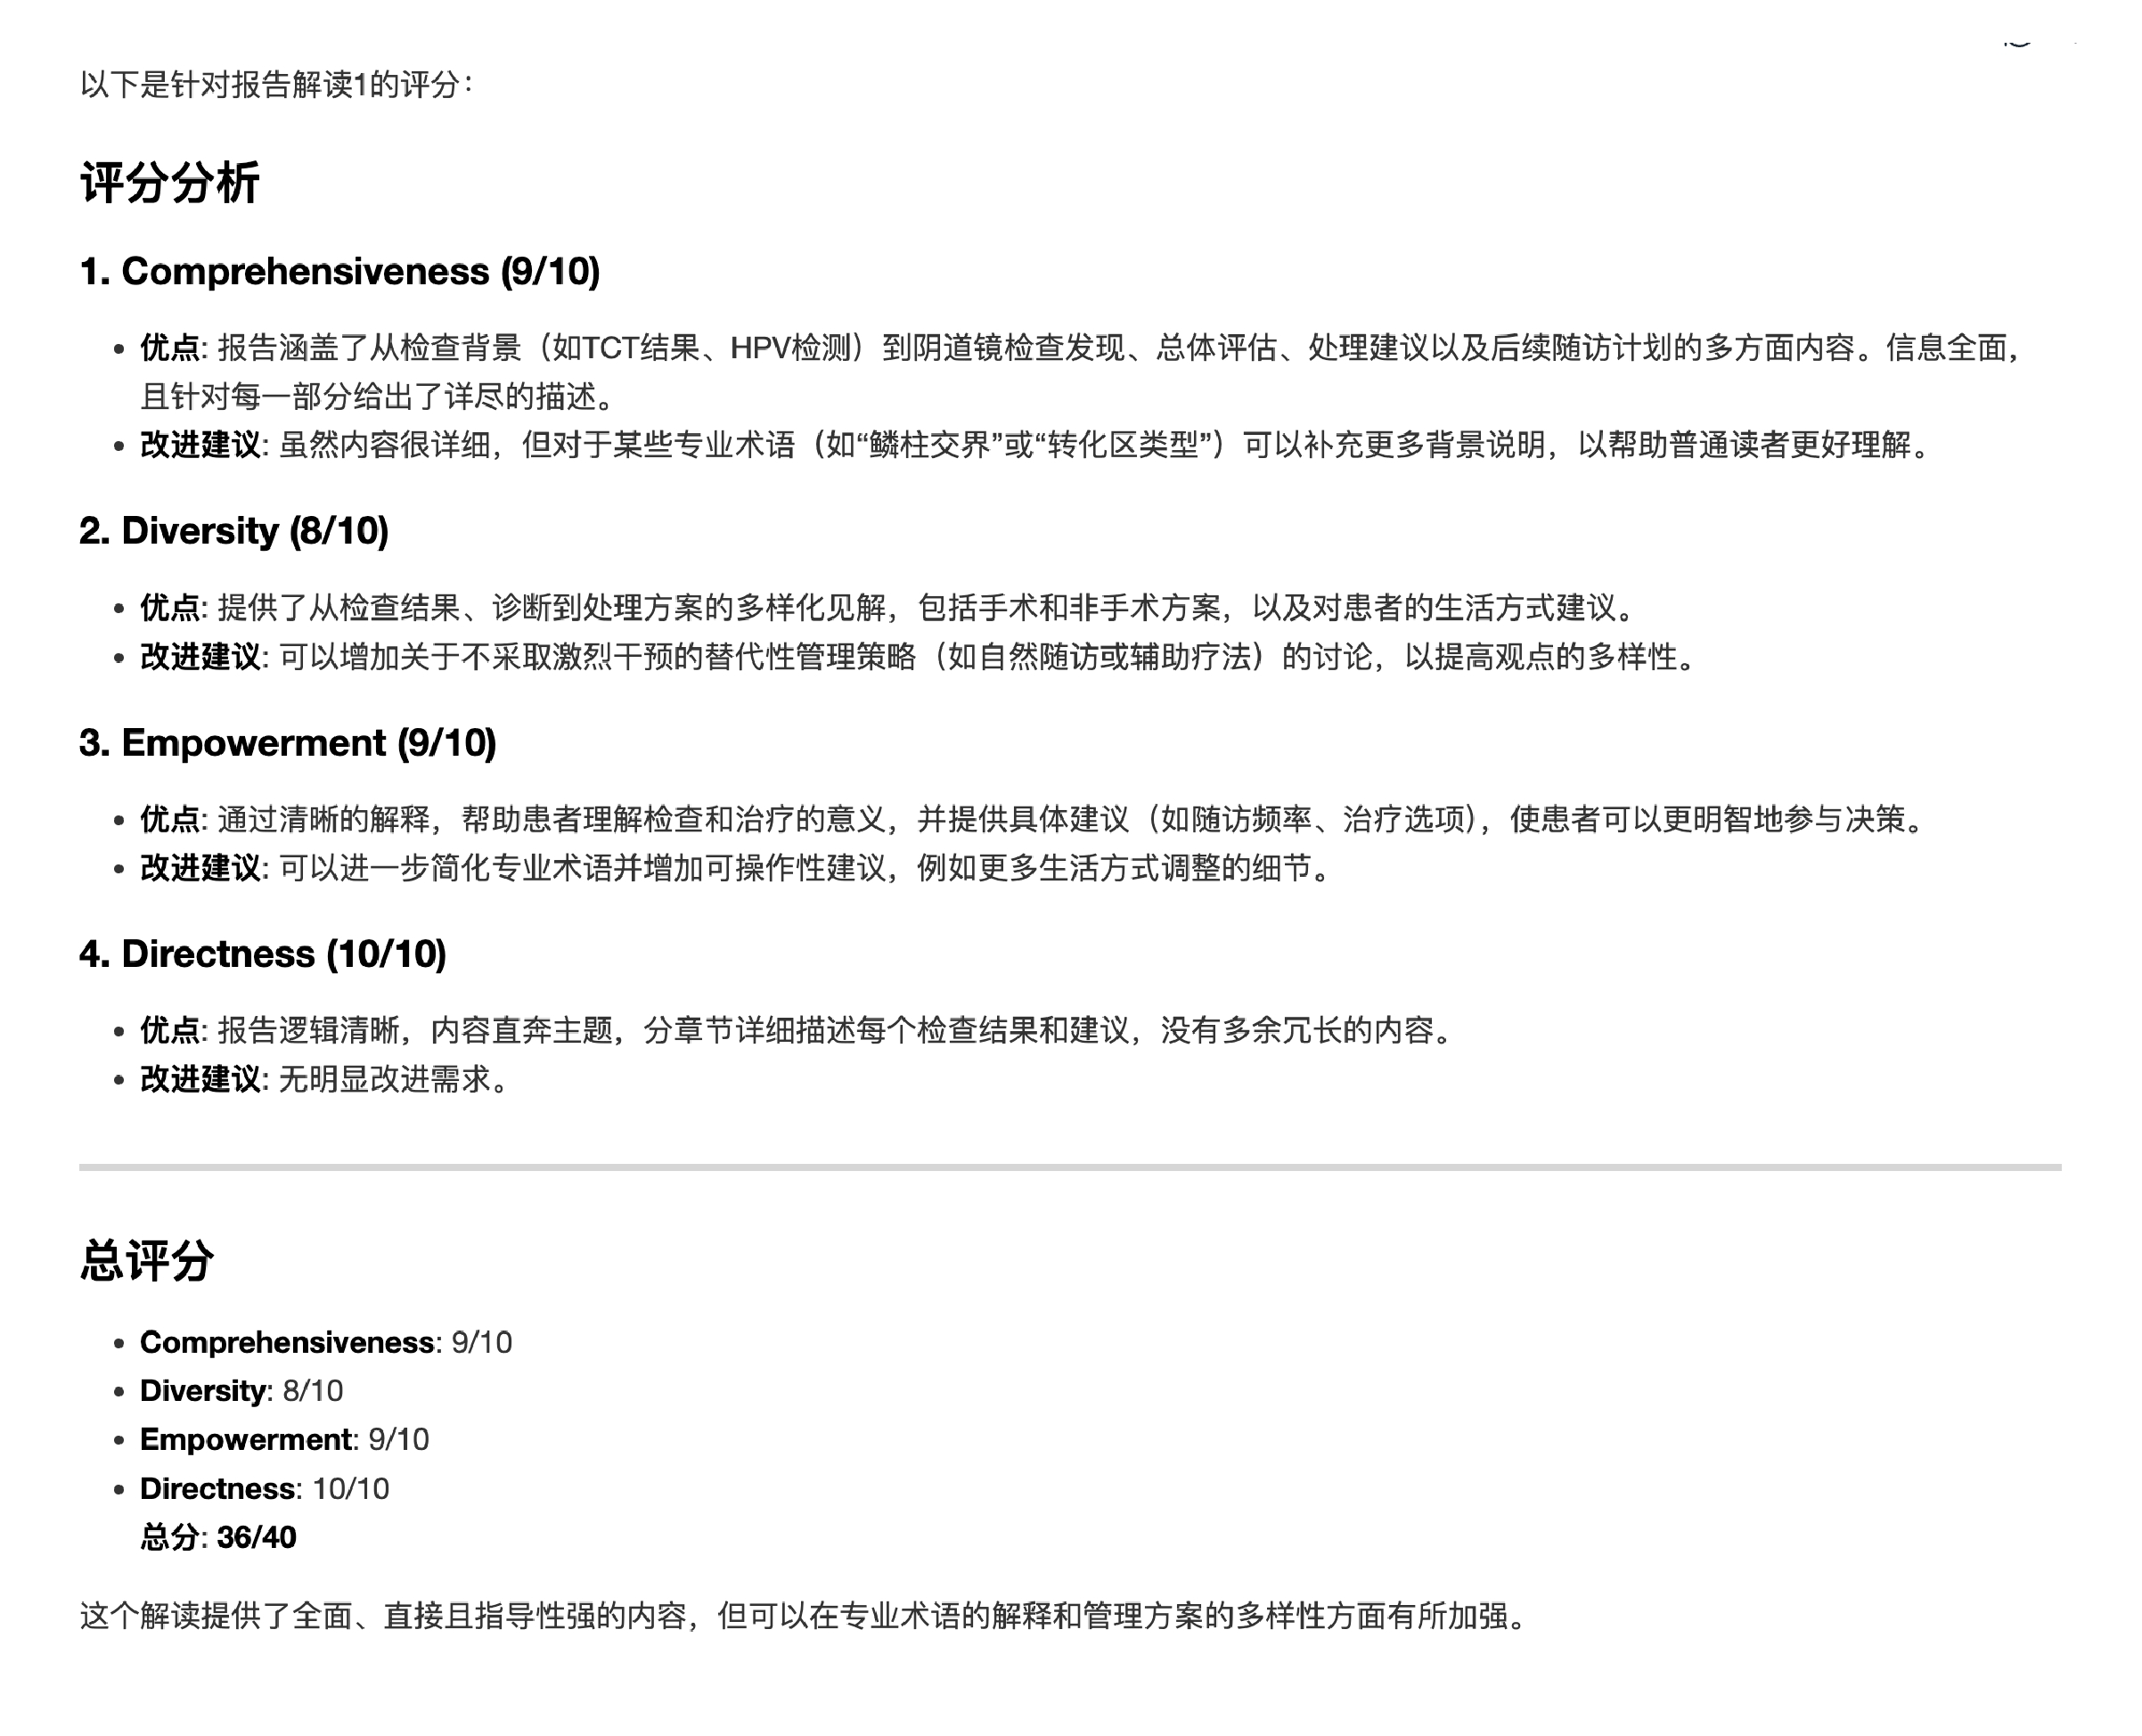 以下是针对报告解读1的评分：
评分分析
1. Comprehensiveness (9/10)
• 优点: 报告涵盖了从检查背景（如TCT结果、HPV检测）到阴道镜检查发现、总体评估、处理建议以及后续随访计划的多方面内容。信息全面，
且针对每一部分给出了详尽的描述。
• 改进建议: 虽然内容很详细，但对于某些专业术语（如“鳞柱交界”或“转化区类型”）可以补充更多背景说明，以帮助普通读者更好理解。
2. Diversity (8/10)
• 优点: 提供了从检查结果、诊断到处理方案的多样化见解，包括手术和非手术方案，以及对患者的生活方式建议。
• 改进建议: 可以增加关于不采取激烈干预的替代性管理策略（如自然随访或辅助疗法）的讨论，以提高观点的多样性。
3. Empowerment (9/10)
• 优点: 通过清晰的解释，帮助患者理解检查和治疗的意义，并提供具体建议（如随访频率、治疗选项），使患者可以更明智地参与决策。
• 改进建议: 可以进一步简化专业术语并增加可操作性建议，例如更多生活方式调整的细节。
4. Directness (10/10)
• 优点: 报告逻辑清晰，内容直奔主题，分章节详细描述每个检查结果和建议，没有多余冗长的内容。
• 改进建议: 无明显改进需求。
总评分
• Comprehensiveness: 9/10
• Diversity: 8/10
• Empowerment: 9/10
• Directness: 10/10
总分: 36/40
这个解读提供了全面、直接且指导性强的内容，但可以在专业术语的解释和管理方案的多样性方面有所加强。